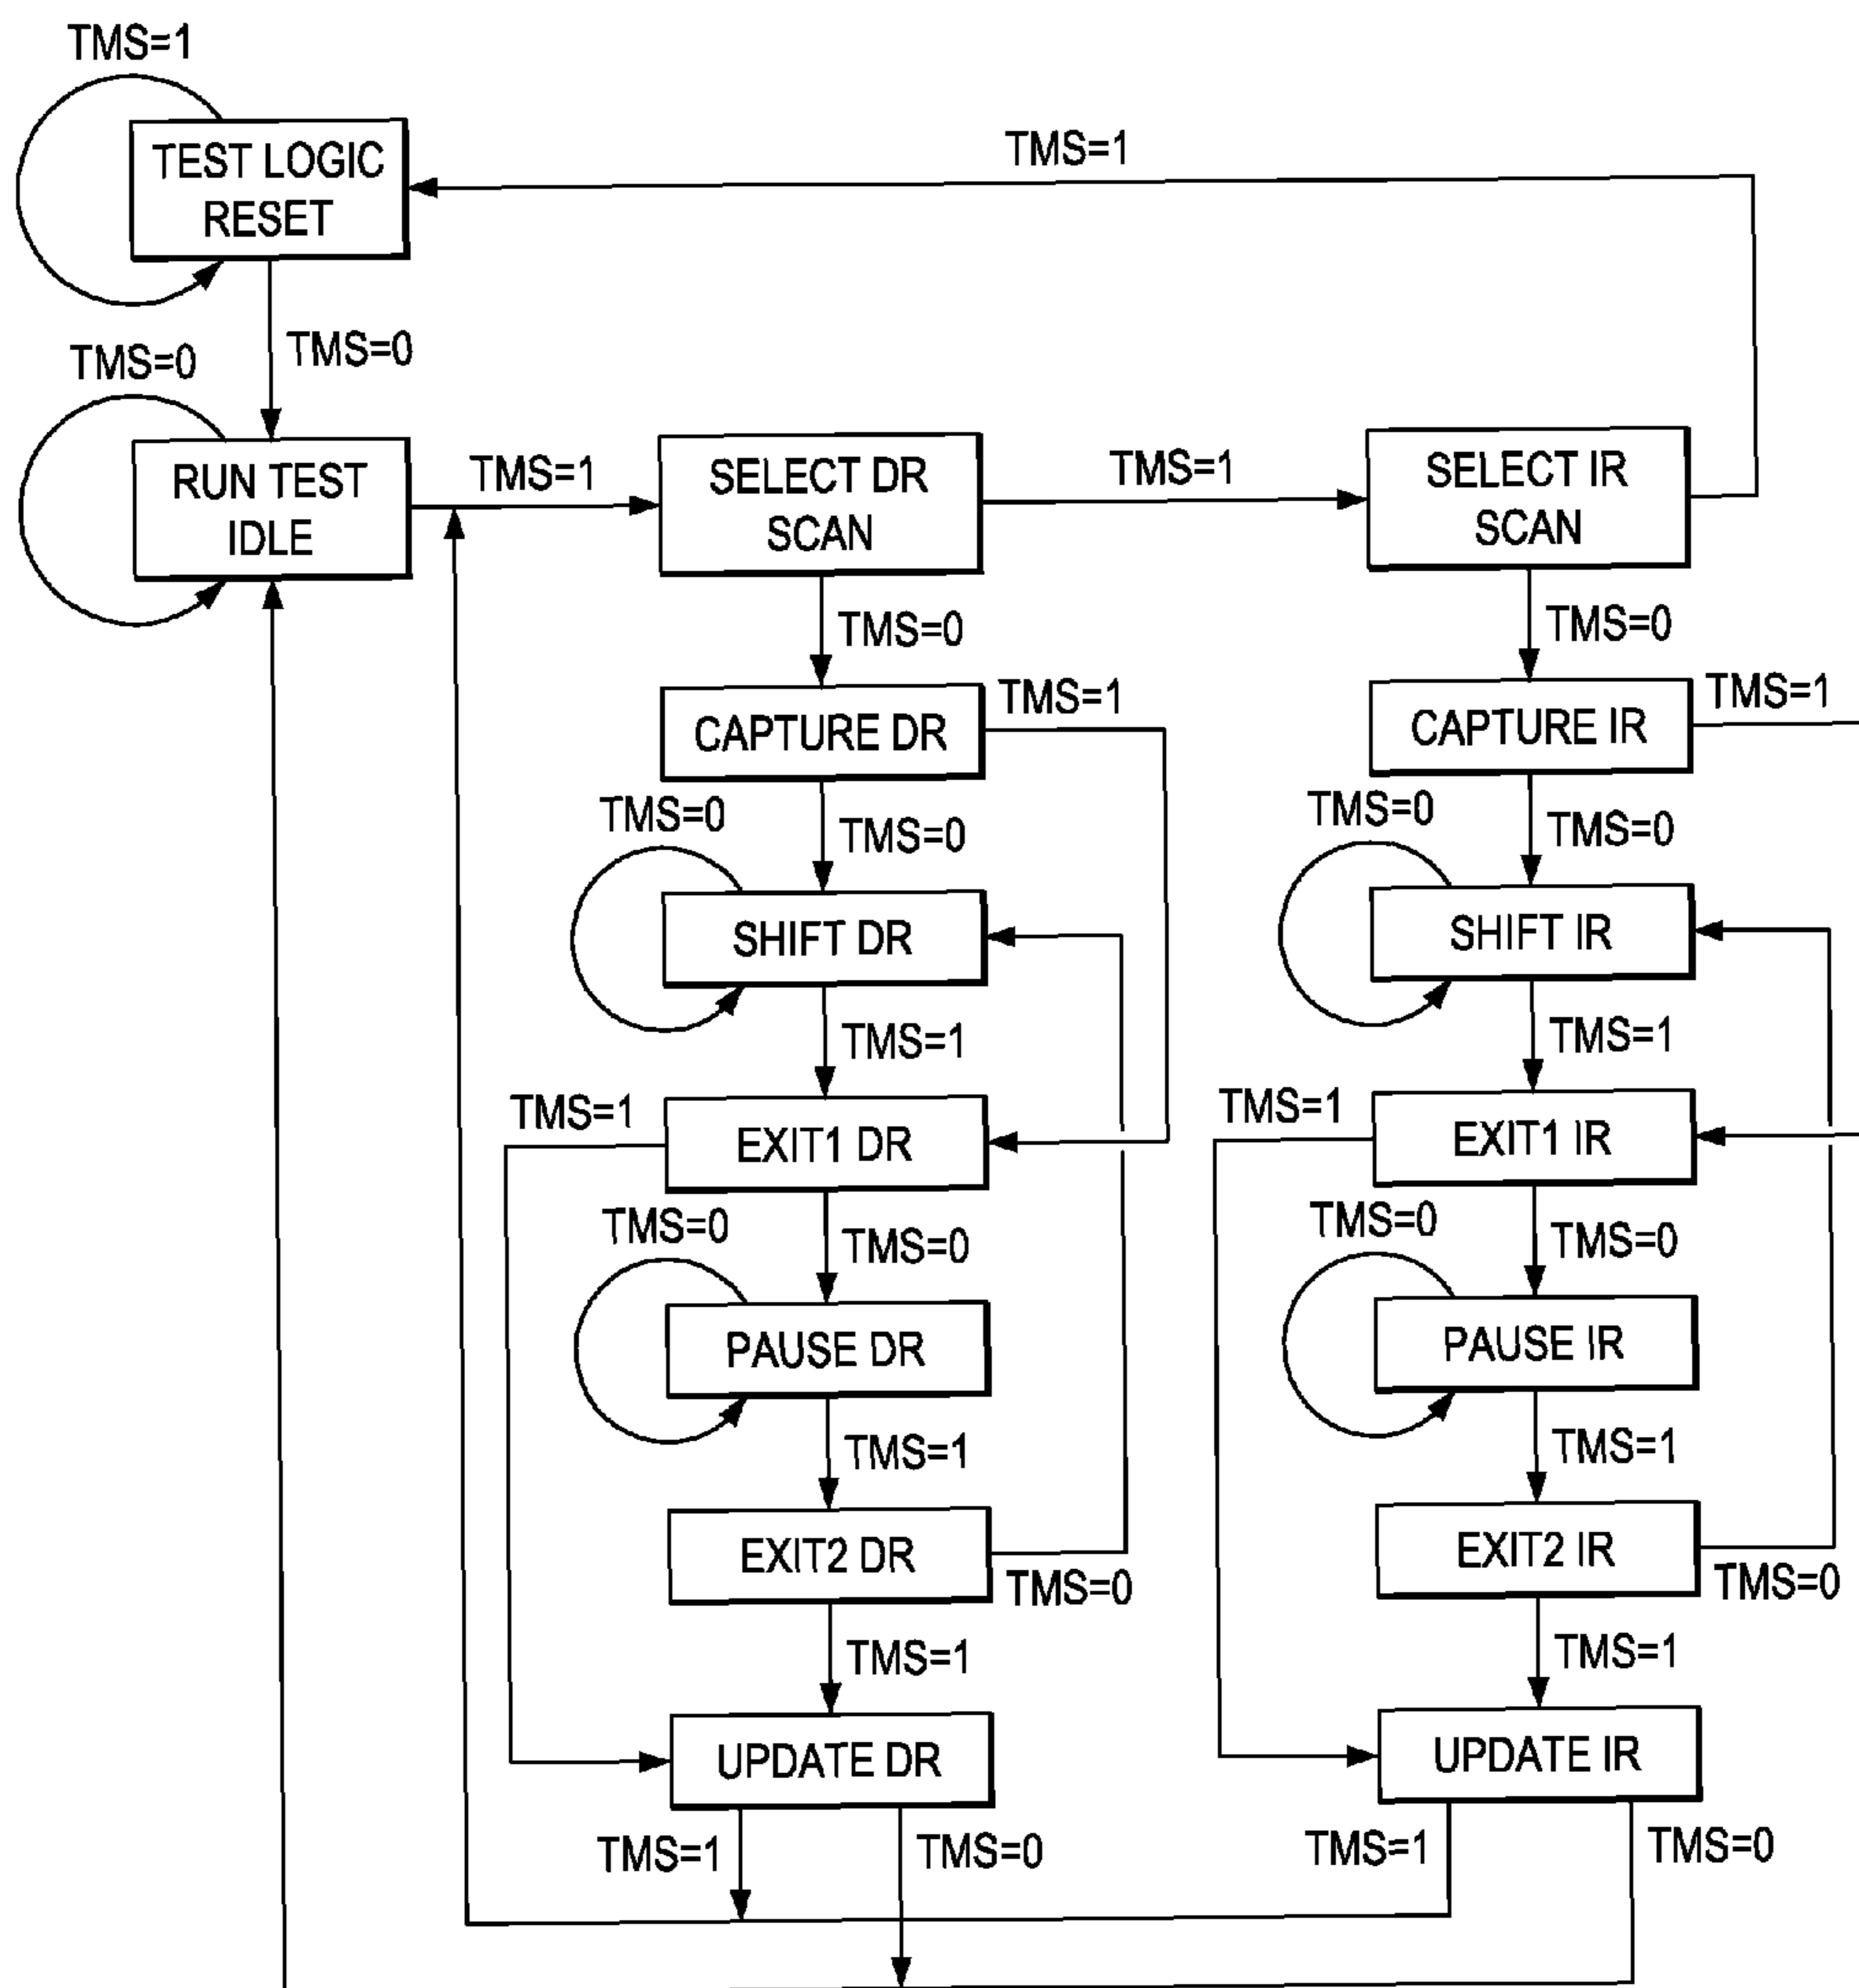 TMS=1
TEST LOGIC
RESET
TMS=1
TMS=0
TMS=0
RUN TEST
IDLE
TMS=1
SELECT DR
SCAN
TMS=1
SELECT IR
SCAN
TMS=0
TMS=0
CAPTURE DR
TMS=1
CAPTURE IR
TMS=1
TMS=0
TMS=0
TMS=0
TMS=0
SHIFT DR
SHIFT IR
TMS=1
TMS=1
TMS=1
EXIT1 DR
TMS=1
EXIT1 IR
TMS=0
TMS=0
TMS=0
TMS=0
PAUSE DR
PAUSE IR
TMS=1
TMS=1
EXIT2 DR
TMS=0
EXIT2 IR
TMS=0
TMS=1
TMS=1
UPDATE DR
UPDATE IR
TMS=1
TMS=0
TMS=1
TMS=0